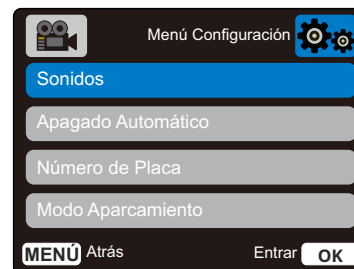 Menú Configuración
Sonidos
Apagado Automático
Número de Placa
Modo Aparcamiento
MENÚ Atrás Entrar OK